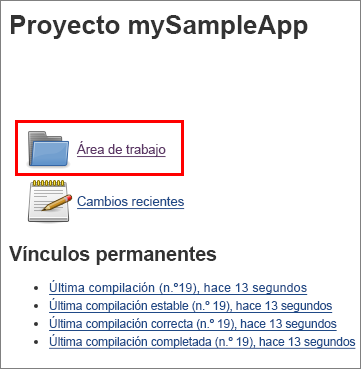 Proyecto mySampleApp
Área de trabajo
Cambios recientes
Vínculos permanentes
Última compilación (n.º19), hace 13 segundos
Última compilación estable (n.º 19), hace 13 segundos
Última compilación correcta (n.º 19), hace 13 segundos
Última compilación completada (n.º 19), hace 13 segundos